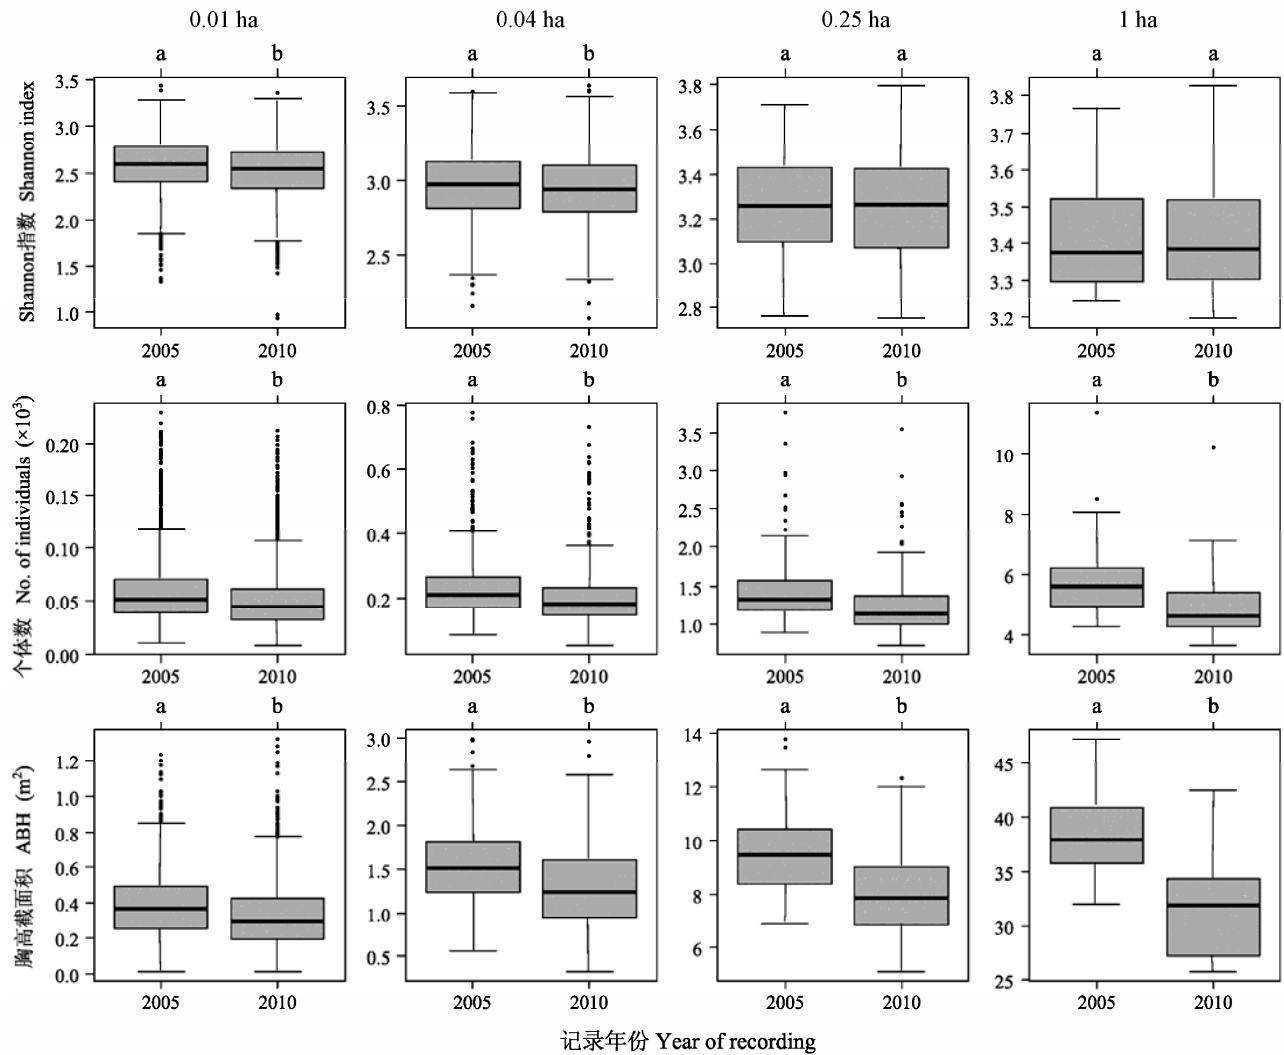 0.01 ha 0.04 ha 0.25 ha 1 ha
a b a b a a a a
Shannon指数 Shannon index
3.5 3.0 2.5 2.0 1.5 1.0
3.5 3.0 2.5
3.8 3.6 3.4 3.2 3.0 2.8
3.8 3.7 3.6 3.5 3.4 3.3 3.2
2005 2010 2005 2010 2005 2010 2005 2010
a b a b a b a b
个体数 No. of individuals (×10³)
0.20 0.15 0.10 0.05 0.00
0.8 0.6 0.4 0.2
3.5 3.0 2.5 2.0 1.5 1.0
10 8 6 4
2005 2010 2005 2010 2005 2010 2005 2010
a b a b a b a b
胸高截面积 ABH (m²)
1.2 1.0 0.8 0.6 0.4 0.2 0.0
3.0 2.5 2.0 1.5 1.0 0.5
14 12 10 8 6
45 40 35 30 25
2005 2010 2005 2010 2005 2010 2005 2010
记录年份 Year of recording